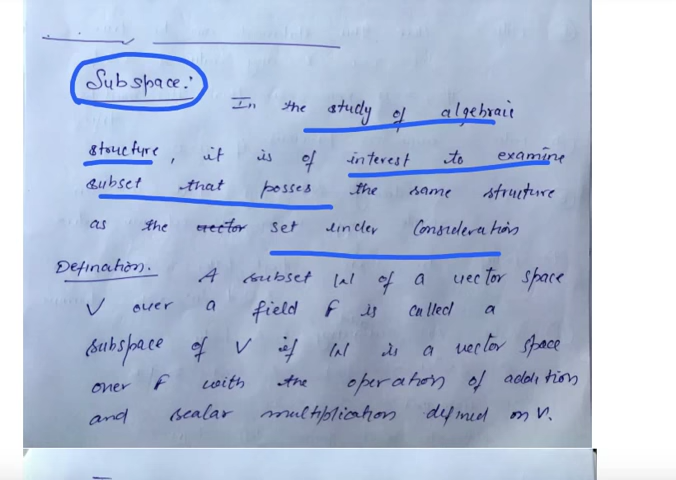 Subspace:
In the study of algebraic
structure, it is of interest to examine
subset that posses the same structure
as the vector set under Consideration
Defination. A subset W of a vector space
V over a field F is called a
subspace of V if W is a vector space
over F with the operation of addition
and scalar multiplication defined on V.